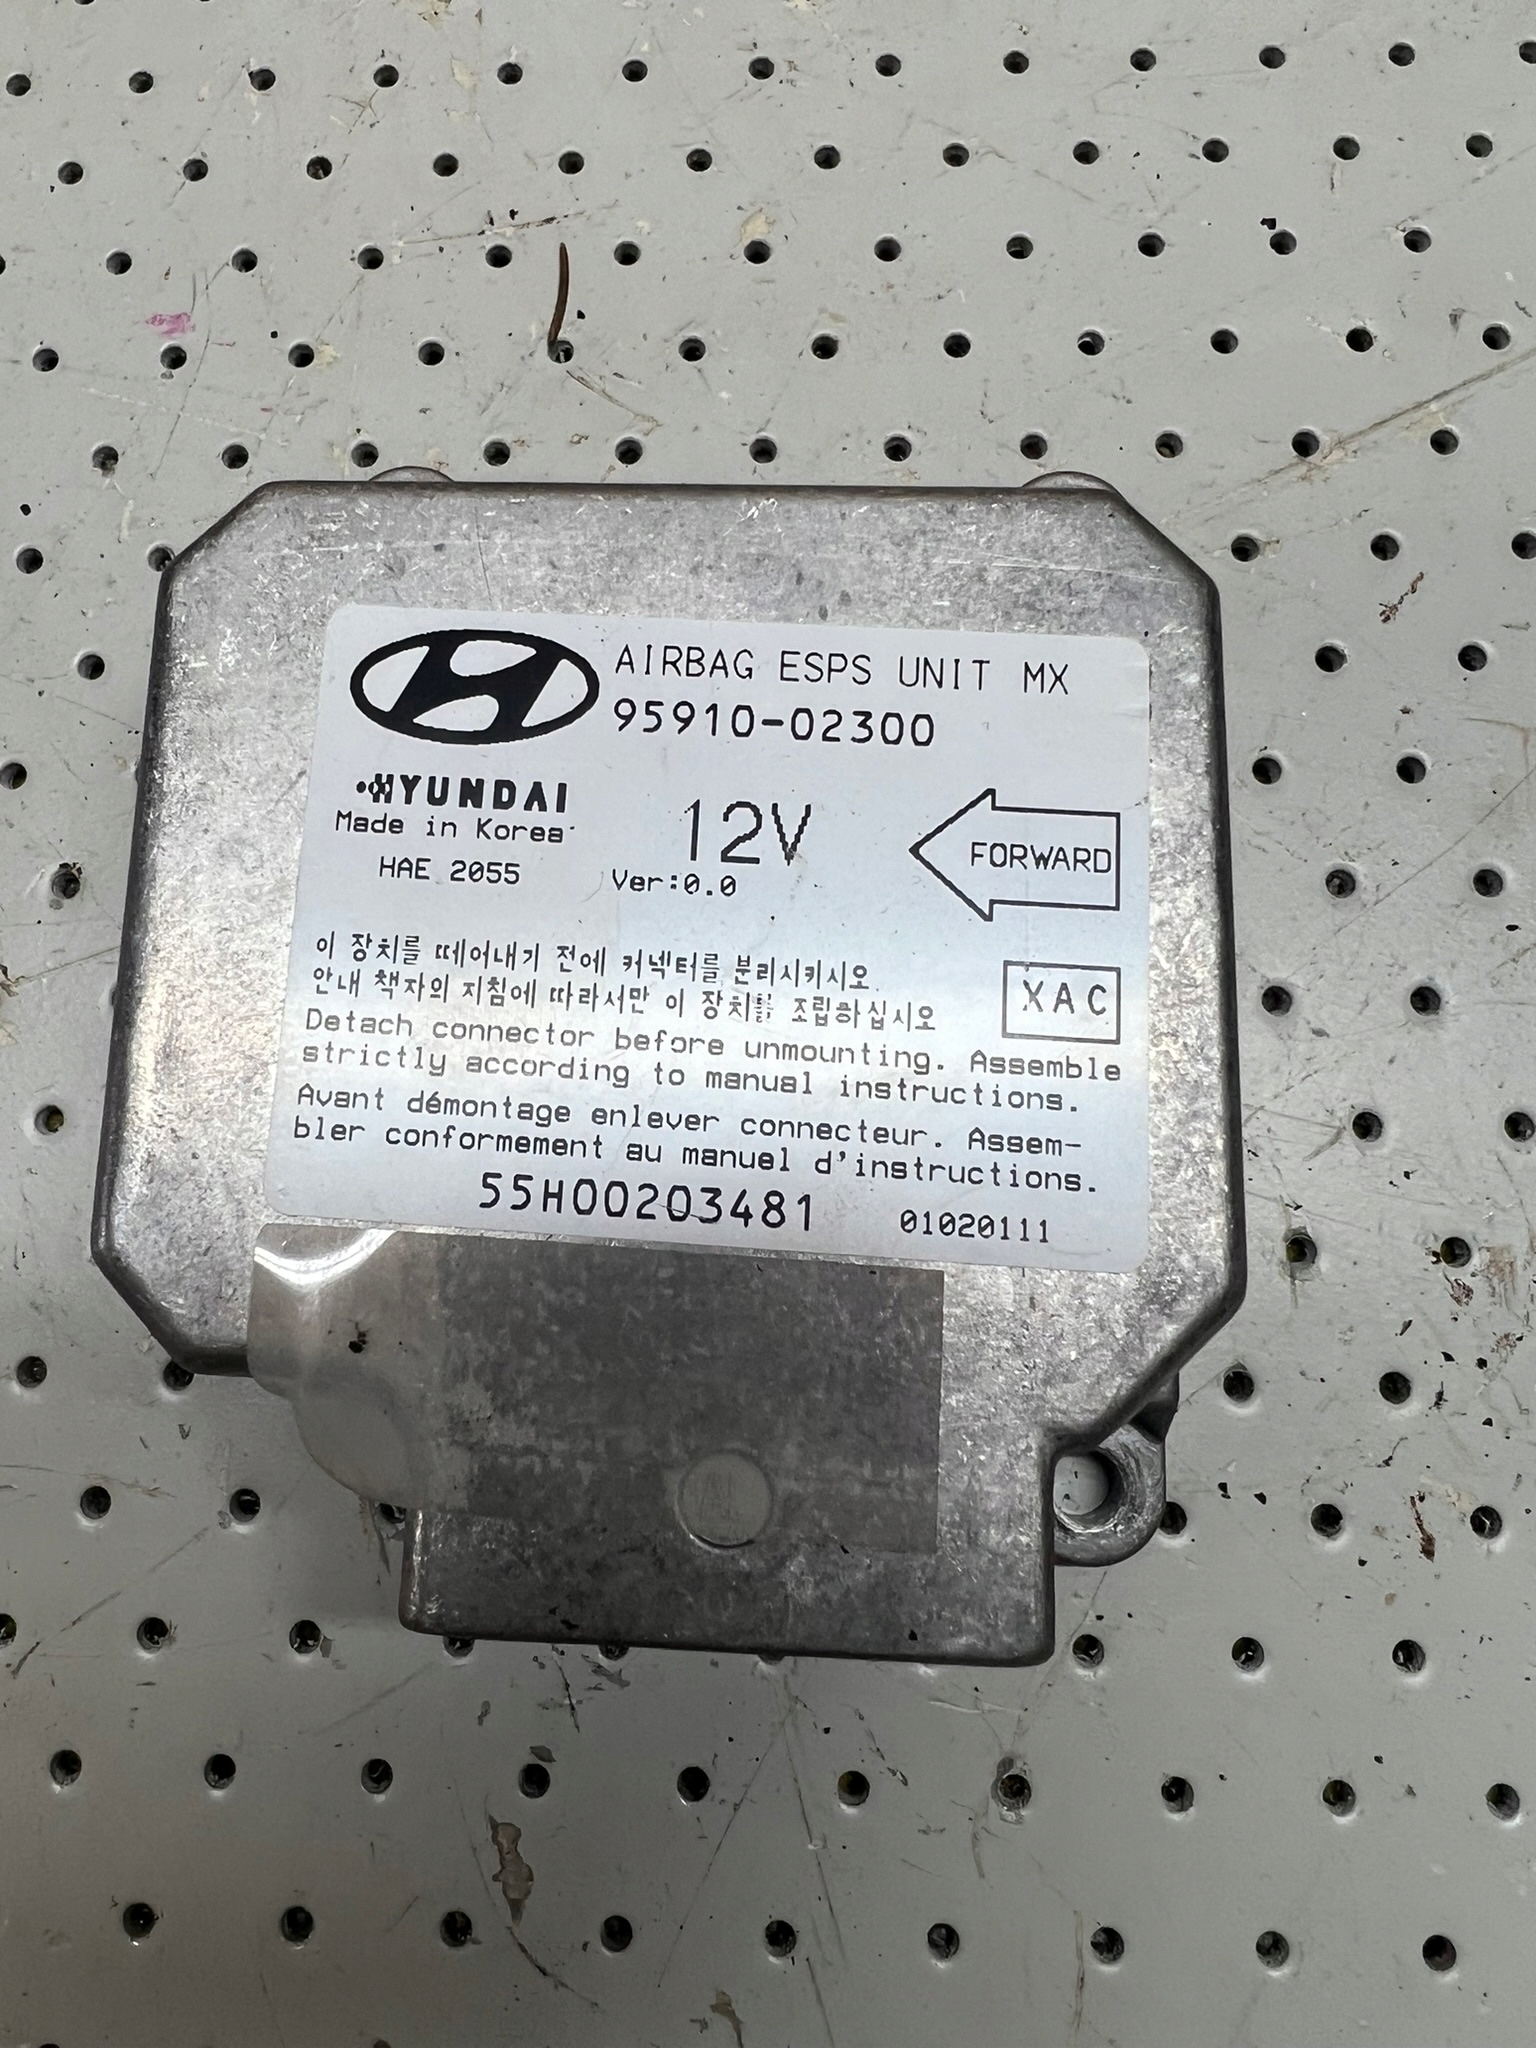 AIRBAG ESPS UNIT MX
95910-02300
HYUNDAI
Made in Korea
HAE 2055
12V
Ver:0.0
FORWARD
이 장치를 떼어내기 전에 커넥터를 분리시키시오.
안내 책자의 지침에 따라서만 이 장치를 조립하십시오
XAC
Detach connector before unmounting. Assemble
strictly according to manual instructions.
Avant démontage enlever connecteur. Assem-
bler conformement au manuel d'instructions.
55H00203481
01020111